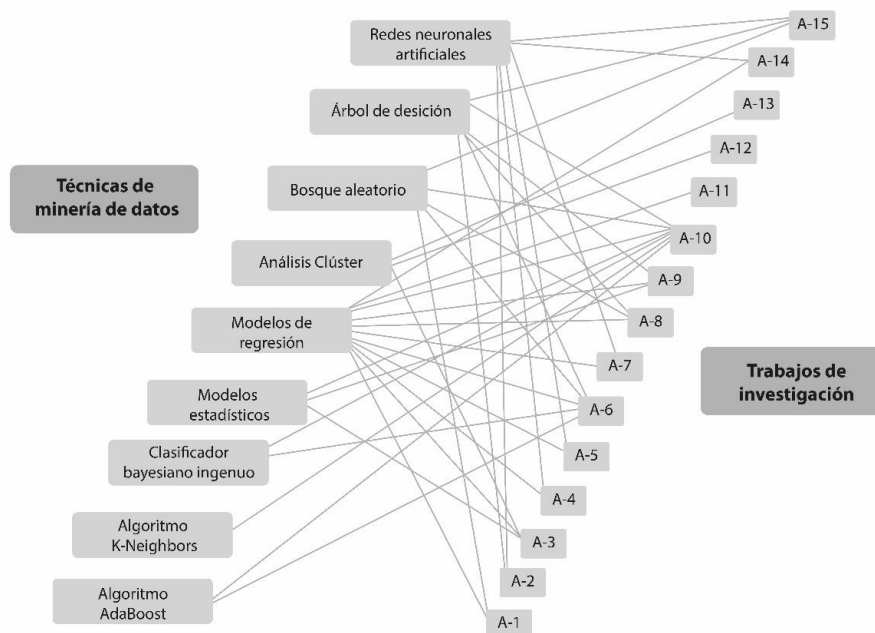 Redes neuronales
artificiales
Árbol de desición
Bosque aleatorio
Análisis Clúster
Modelos de
regresión
Modelos
estadísticos
Clasificador
bayesiano ingenuo
Algoritmo
K-Neighbors
Algoritmo
AdaBoost
Técnicas de
minería de datos
A-15
A-14
A-13
A-12
A-11
A-10
A-9
A-8
A-7
A-6
A-5
A-4
A-3
A-2
A-1
Trabajos de
investigación